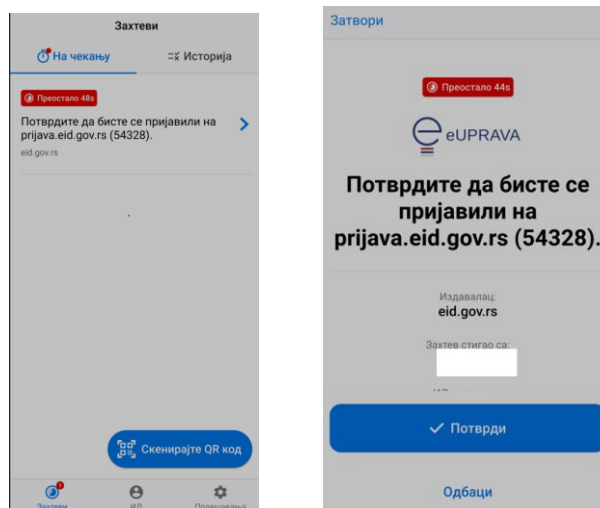 Захтеви
На чекању
Историја
Преостало 48s
Потврдите да бисте се пријавили на
prijava.eid.gov.rs (54328).
eid.gov.rs
Скенирајте QR код
1
Захтеви
ИД
Подешавања
Затвори
Преостало 44s
eUPRAVA
Потврдите да бисте се
пријавили на
prijava.eid.gov.rs (54328).
Издавалац:
eid.gov.rs
Захтев стигао са:
Потврди
Одбаци